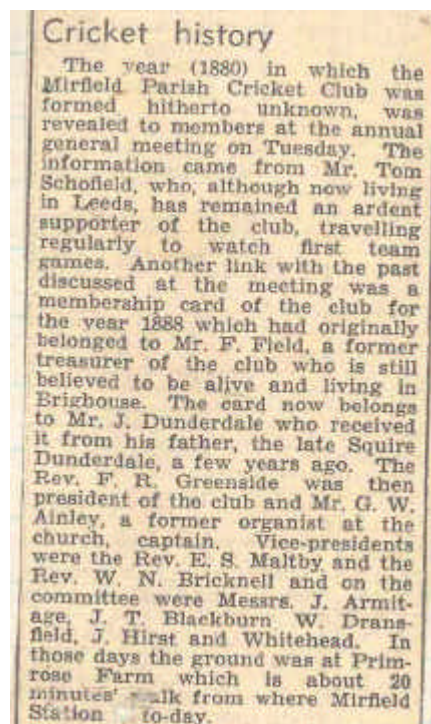 Cricket history
The year (1880) in which the
Mirfield Parish Cricket Club was
formed hitherto unknown, was
revealed to members at the annual
general meeting on Tuesday. The
information came from Mr. Tom
Schofield, who, although now living
in Leeds, has remained an ardent
supporter of the club, travelling
regularly to watch first team
games. Another link with the past
discussed at the meeting was a
membership card of the club for
the year 1888 which had originally
belonged to Mr. F. Field, a former
treasurer of the club who is still
believed to be alive and living in
Brighouse. The card now belongs
to Mr. J. Dunderdale who received
it from his father, the late Squire
Dunderdale, a few years ago. The
Rev. F. R. Greenside was then
president of the club and Mr. G. W.
Ainley, a former organist at the
church, captain. Vice-presidents
were the Rev. E. S. Maltby and the
Rev. W. N. Bricknell and on the
committee were Messrs. J. Armit-
age, J. T. Blackburn W. Drans-
field, J. Hirst and Whitehead. In
those days the ground was at Prim-
rose Farm which is about 20
minutes' walk from where Mirfield
Station to-day.